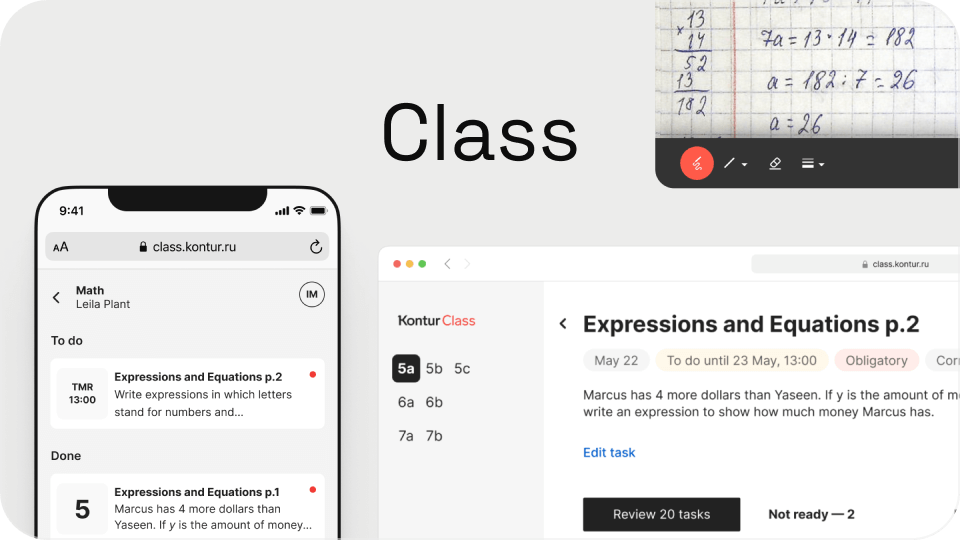 Class
× 13
14
52
13
182
7a = 13 · 14 = 182
a = 182 : 7 = 26
a = 26
9:41
AA class.kontur.ru
Math
Leila Plant
IM
To do
TMR
13:00
Expressions and Equations p.2
Write expressions in which letters
stand for numbers and...
Done
5
Expressions and Equations p.1
Marcus has 4 more dollars than
Yaseen. If y is the amount of money...
class.kontur.ru
Kontur Class
5a 5b 5c
6a 6b
7a 7b
Expressions and Equations p.2
May 22 To do until 23 May, 13:00 Obligatory
Marcus has 4 more dollars than Yaseen. If y is the amount of
write an expression to show how much money Marcus has.
Edit task
Review 20 tasks Not ready — 2